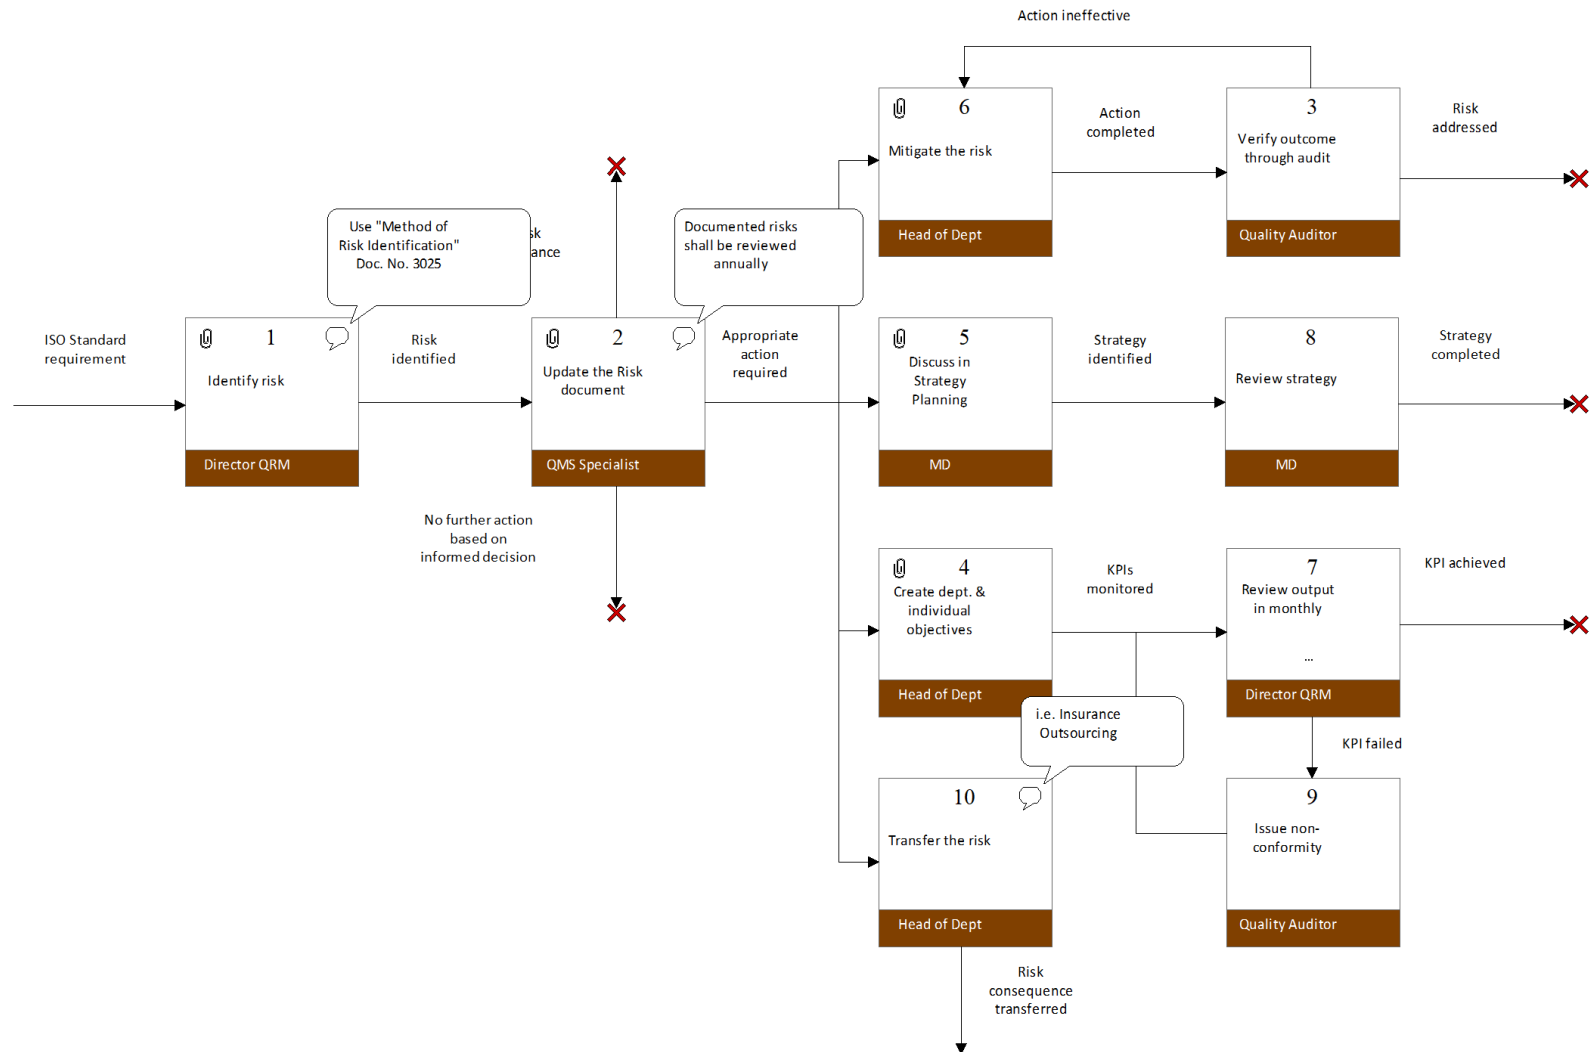 Action ineffective
6
Mitigate the risk
Head of Dept
Action
completed
3
Verify outcome
through audit
Quality Auditor
Risk
addressed
Use "Method of
Risk Identification"
Doc. No. 3025
Documented risks
shall be reviewed
annually
ISO Standard
requirement
1
Identify risk
Director QRM
Risk
identified
2
Update the Risk
document
QMS Specialist
Appropriate
action
required
5
Discuss in
Strategy
Planning
MD
Strategy
identified
8
Review strategy
MD
Strategy
completed
No further action
based on
informed decision
4
Create dept. &
individual
objectives
Head of Dept
KPIs
monitored
7
Review output
in monthly
...
Director QRM
KPI achieved
i.e. Insurance
Outsourcing
KPI failed
10
Transfer the risk
Head of Dept
9
Issue non-
conformity
Quality Auditor
Risk
consequence
transferred